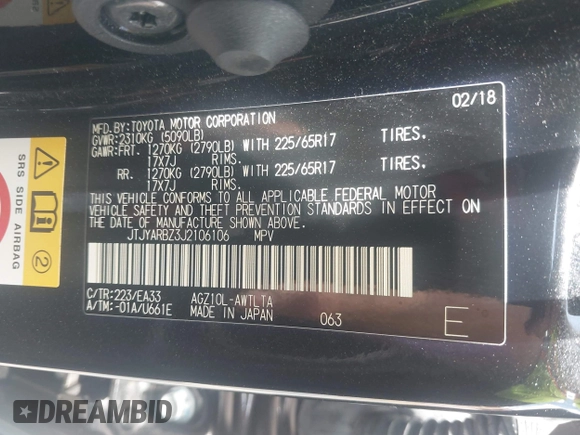 02/18
MFD.BY:TOYOTA MOTOR CORPORATION
GVWR:2310KG (5090LB)
GAWR:FRT. 1270KG (2790LB) WITH 225/65R17 TIRES.
17X7J RIMS.
RR. 1270KG (2790LB) WITH 225/65R17 TIRES.
17X7J RIMS.
THIS VEHICLE CONFORMS TO ALL APPLICABLE FEDERAL MOTOR
VEHICLE SAFETY AND THEFT PREVENTION STANDARDS IN EFFECT ON
THE DATE OF MANUFACTURE SHOWN ABOVE.
JTJYARBZ3J2106106 MPV
C/TR:223/EA33 AGZ10L-AWTLTA
A/TM:-01A/U661E MADE IN JAPAN 063 E
SRS SIDE AIRBAG
2
DREAMBID